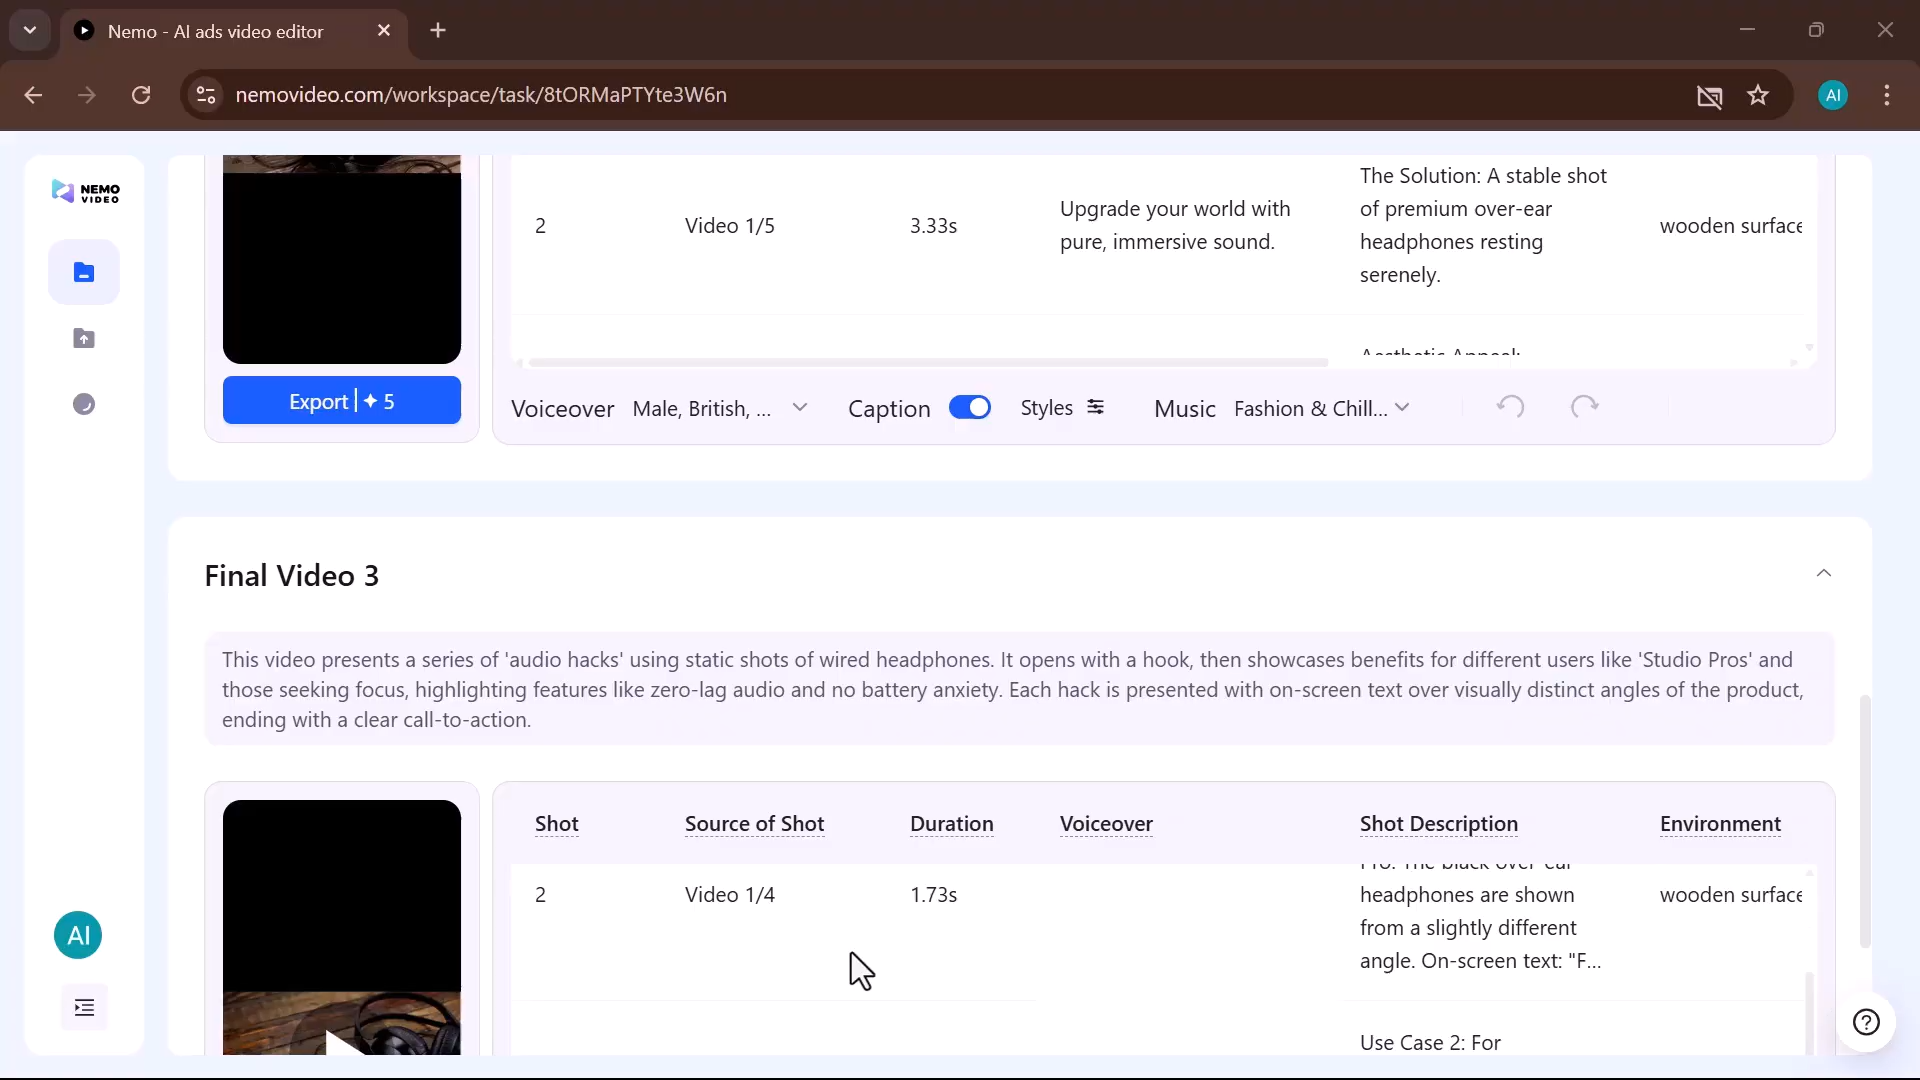 Nemo - AI ads video editor
nemovideo.com/workspace/task/8tORMaPTYte3W6n
AI
NEMO
VIDEO
2
Video 1/5
3.33s
Upgrade your world with
pure, immersive sound.
The Solution: A stable shot
of premium over-ear
headphones resting
serenely.
wooden surface
Aesthetic Appeal:
Export
5
Voiceover
Male, British, ...
Caption
Styles
Music
Fashion & Chill...
Final Video 3
This video presents a series of 'audio hacks' using static shots of wired headphones. It opens with a hook, then showcases benefits for different users like 'Studio Pros' and
those seeking focus, highlighting features like zero-lag audio and no battery anxiety. Each hack is presented with on-screen text over visually distinct angles of the product,
ending with a clear call-to-action.
Shot
Source of Shot
Duration
Voiceover
Shot Description
Environment
2
Video 1/4
1.73s
Pro: The black over-ear
headphones are shown
from a slightly different
angle. On-screen text: "F...
wooden surface
Use Case 2: For
AI